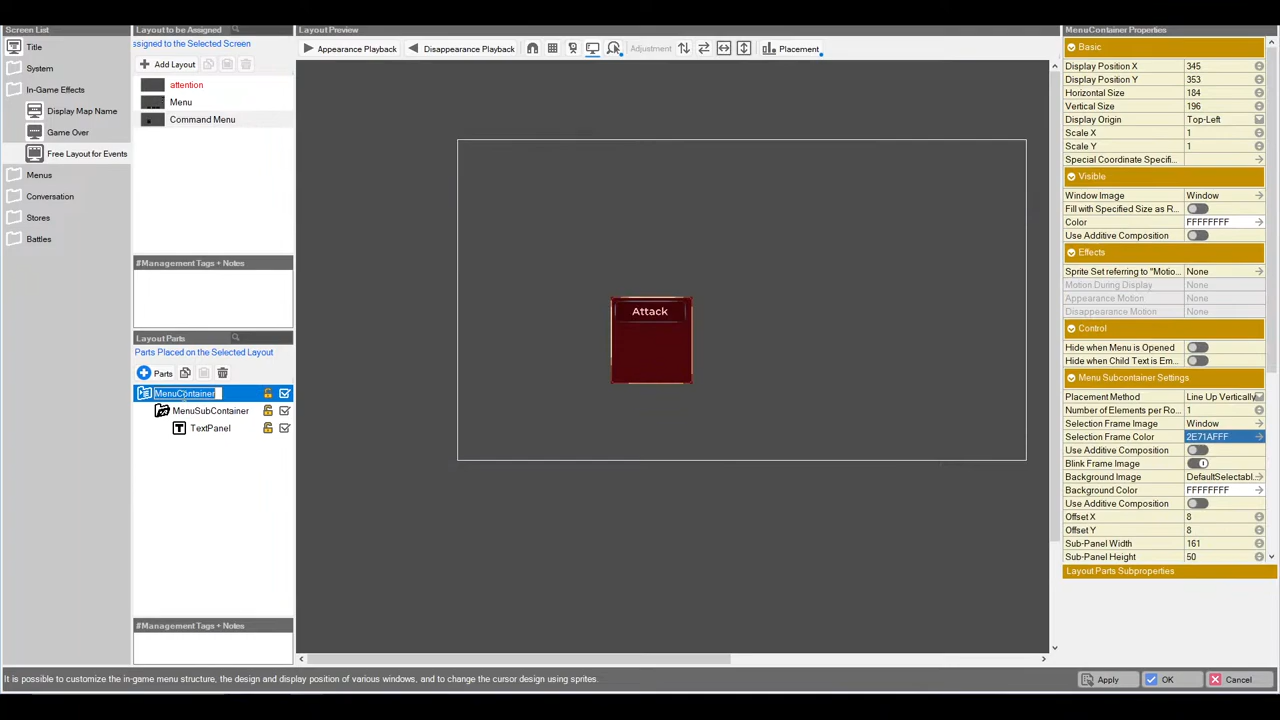 Screen List
Title
System
In-Game Effects
Display Map Name
Game Over
Free Layout for Events
Menus
Conversation
Stores
Battles
Layout to be Assigned
ssigned to the Selected Screen
Add Layout
attention
Menu
Command Menu
#Management Tags + Notes
Layout Parts
Parts Placed on the Selected Layout
Parts
MenuContainer
MenuSubContainer
TextPanel
#Management Tags + Notes
Layout Preview
Appearance Playback
Disappearance Playback
Adjustment
Placement
Attack
MenuContainer Properties
Basic
Display Position X 345
Display Position Y 353
Horizontal Size 184
Vertical Size 196
Display Origin Top-Left
Scale X 1
Scale Y 1
Special Coordinate Specifi...
Visible
Window Image Window
Fill with Specified Size as R...
Color FFFFFFFF
Use Additive Composition
Effects
Sprite Set referring to "Motio... None
Motion During Display None
Appearance Motion None
Disappearance Motion None
Control
Hide when Menu is Opened
Hide when Child Text is Em...
Menu Subcontainer Settings
Placement Method Line Up Vertically
Number of Elements per Ro... 1
Selection Frame Image Window
Selection Frame Color 2E71AFFF
Use Additive Composition
Blink Frame Image
Background Image DefaultSelectabl...
Background Color FFFFFFFF
Use Additive Composition
Offset X 8
Offset Y 8
Sub-Panel Width 161
Sub-Panel Height 50
Layout Parts Subproperties
It is possible to customize the in-game menu structure, the design and display position of various windows, and to change the cursor design using sprites.
Apply
OK
Cancel